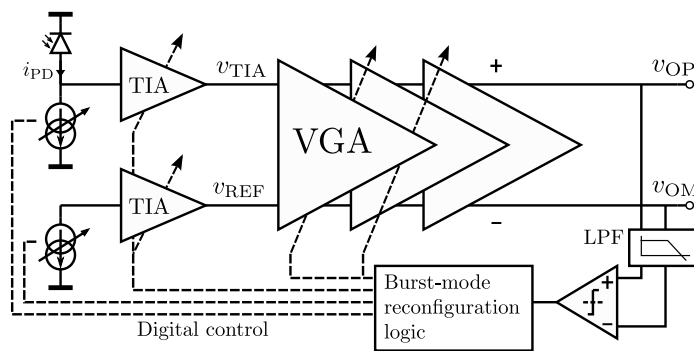 i_PD
TIA
v_TIA
VGA
+
v_OP
TIA
v_REF
-
v_OM
LPF
Burst-mode
reconfiguration
logic
+
−
Digital control